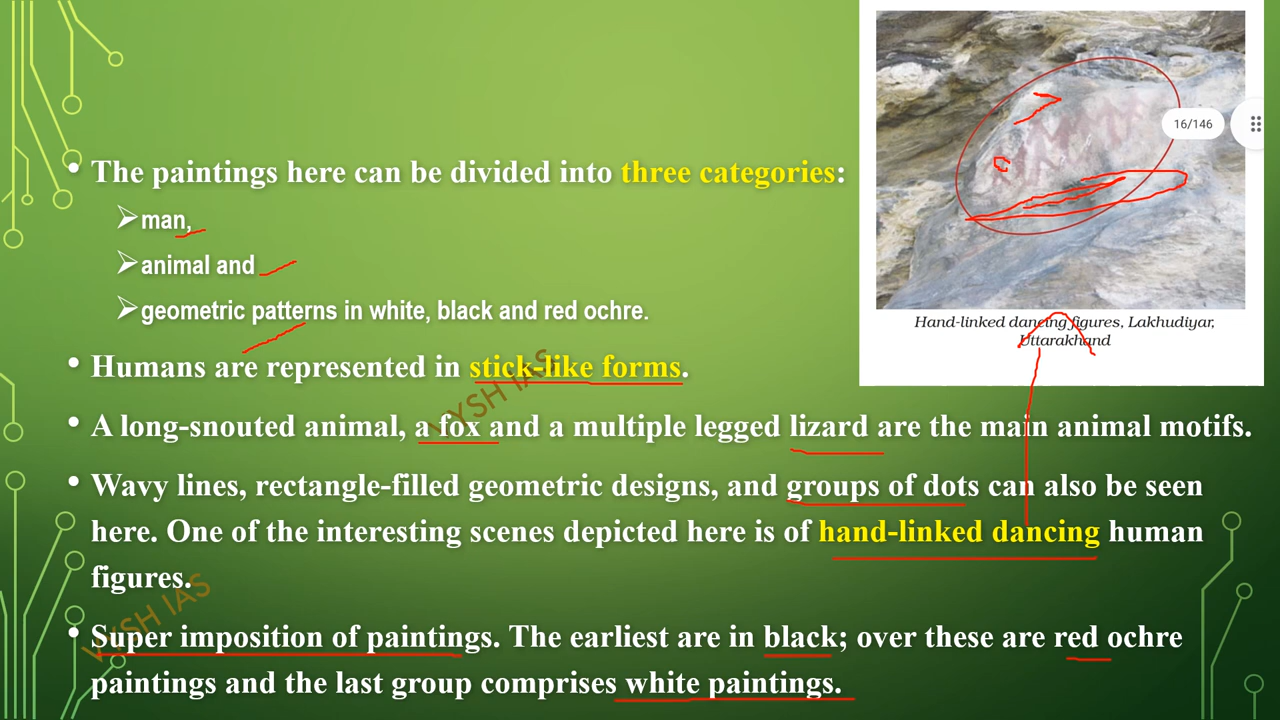 The paintings here can be divided into three categories:
man,
animal and
geometric patterns in white, black and red ochre.
Humans are represented in stick-like forms.
A long-snouted animal, a fox and a multiple legged lizard are the main animal motifs.
Wavy lines, rectangle-filled geometric designs, and groups of dots can also be seen
here. One of the interesting scenes depicted here is of hand-linked dancing human
figures.
Super imposition of paintings. The earliest are in black; over these are red ochre
paintings and the last group comprises white paintings.
16/146
Hand-linked dancing figures, Lakhudiyar,
Uttarakhand
VYSH IAS
VYSH IAS